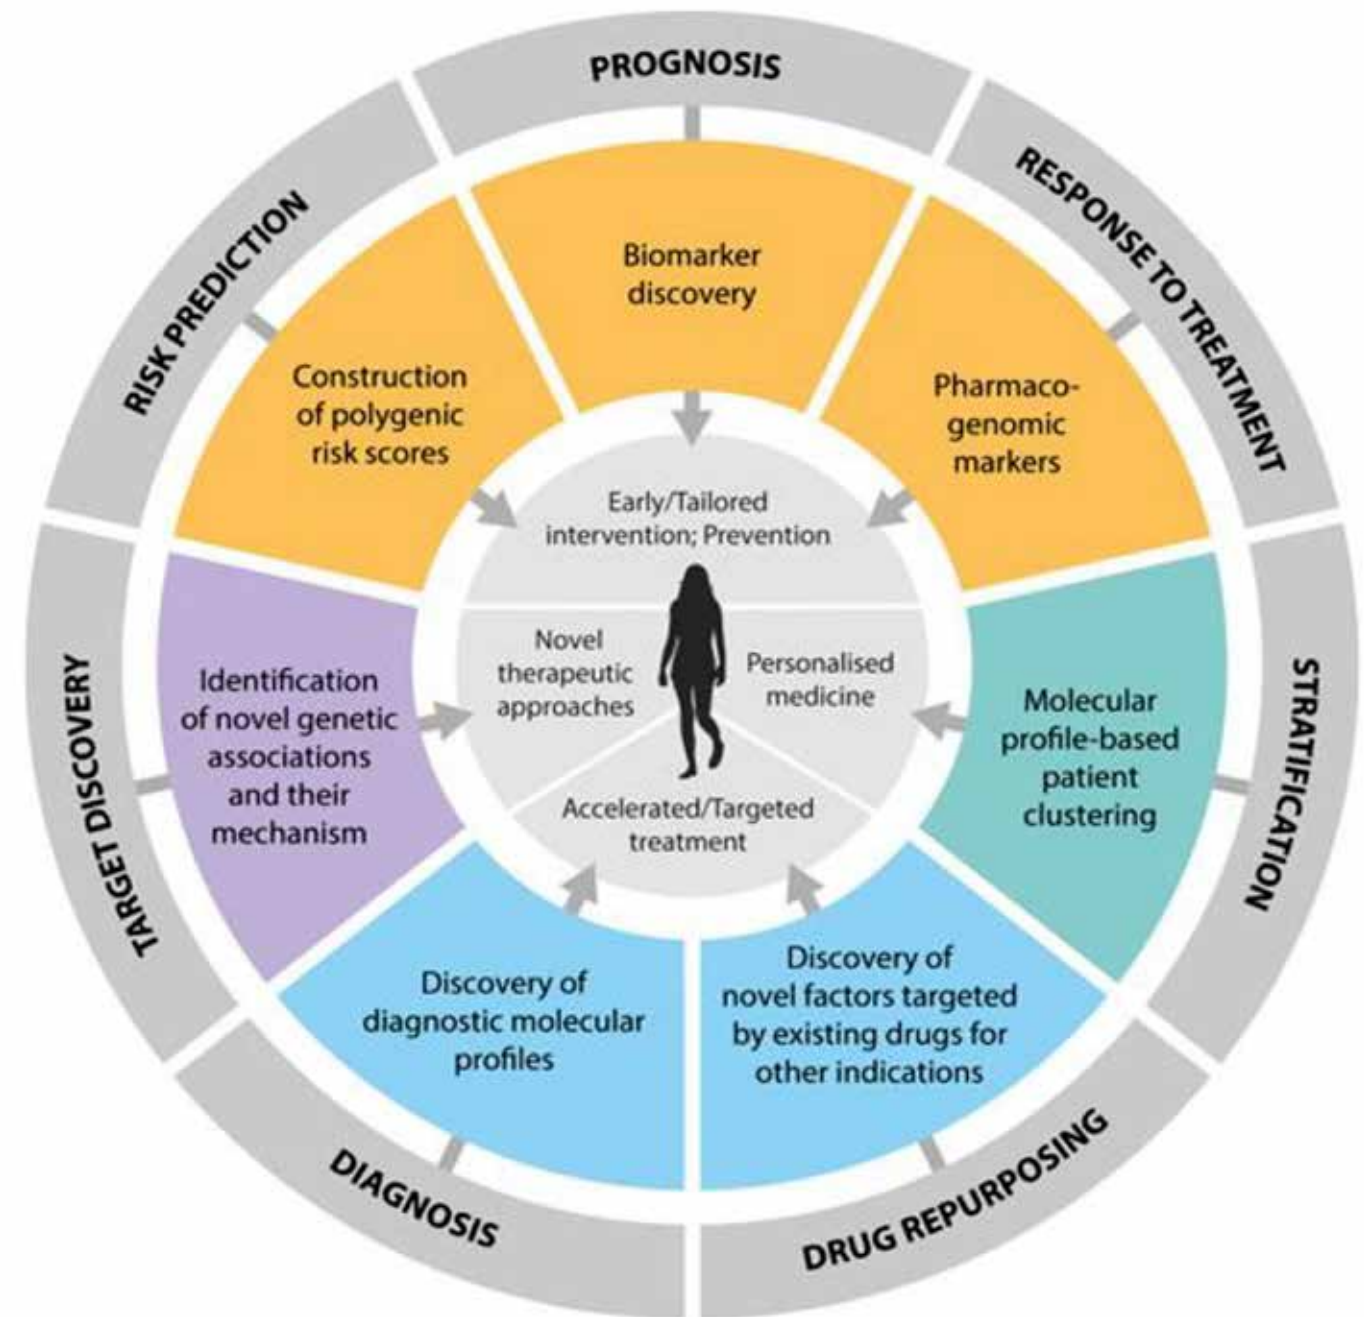 PROGNOSIS
RESPONSE TO TREATMENT
STRATIFICATION
DRUG REPURPOSING
DIAGNOSIS
TARGET DISCOVERY
RISK PREDICTION
Biomarker
discovery
Pharmaco-
genomic
markers
Molecular
profile-based
patient
clustering
Discovery of
novel factors targeted
by existing drugs for
other indications
Discovery of
diagnostic molecular
profiles
Identification
of novel genetic
associations
and their
mechanism
Construction
of polygenic
risk scores
Early/Tailored
intervention; Prevention
Novel
therapeutic
approaches
Personalised
medicine
Accelerated/Targeted
treatment